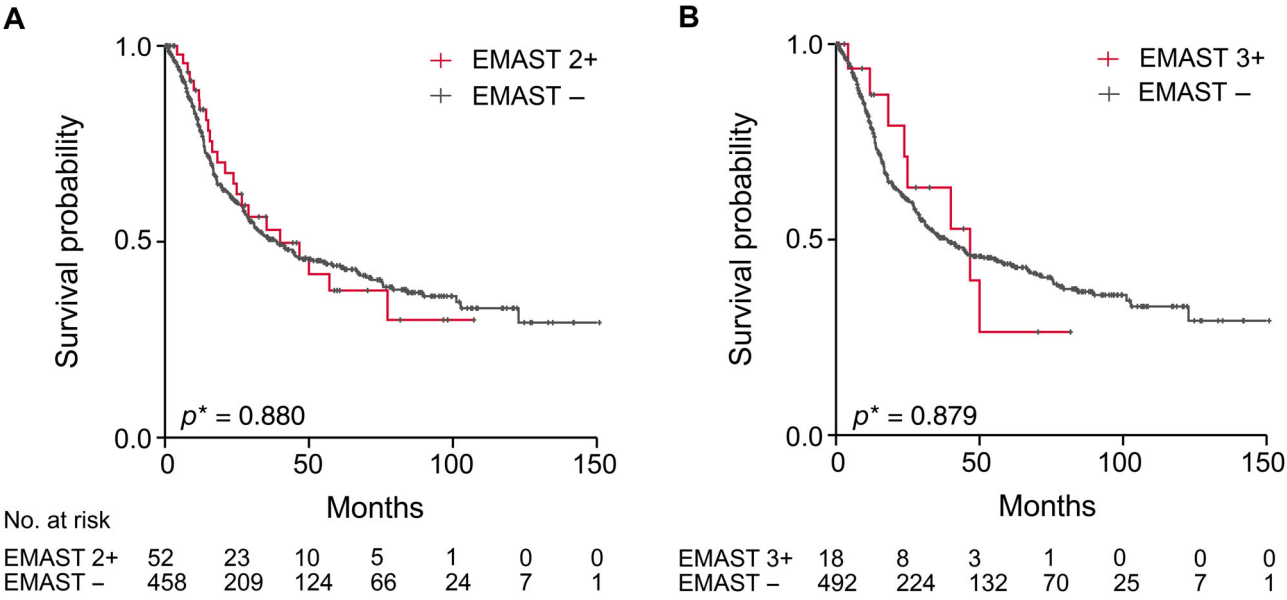 A
1.0
0.5
0.0
Survival probability
EMAST 2+
EMAST –
p* = 0.880
0 50 100 150
Months
No. at risk
EMAST 2+ 52 23 10 5 1 0 0
EMAST – 458 209 124 66 24 7 1
B
1.0
0.5
0.0
Survival probability
EMAST 3+
EMAST –
p* = 0.879
0 50 100 150
Months
EMAST 3+ 18 8 3 1 0 0 0
EMAST – 492 224 132 70 25 7 1